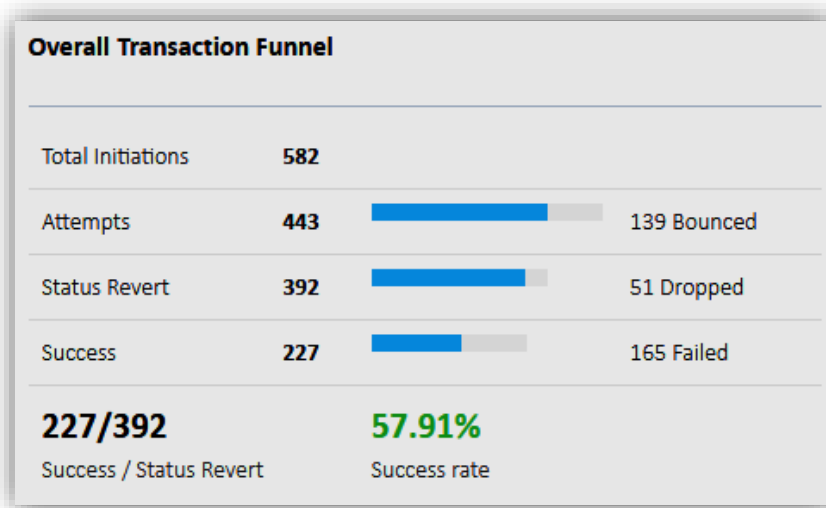 Overall Transaction Funnel
Total Initiations 582
Attempts 443 139 Bounced
Status Revert 392 51 Dropped
Success 227 165 Failed
227/392 57.91%
Success / Status Revert Success rate